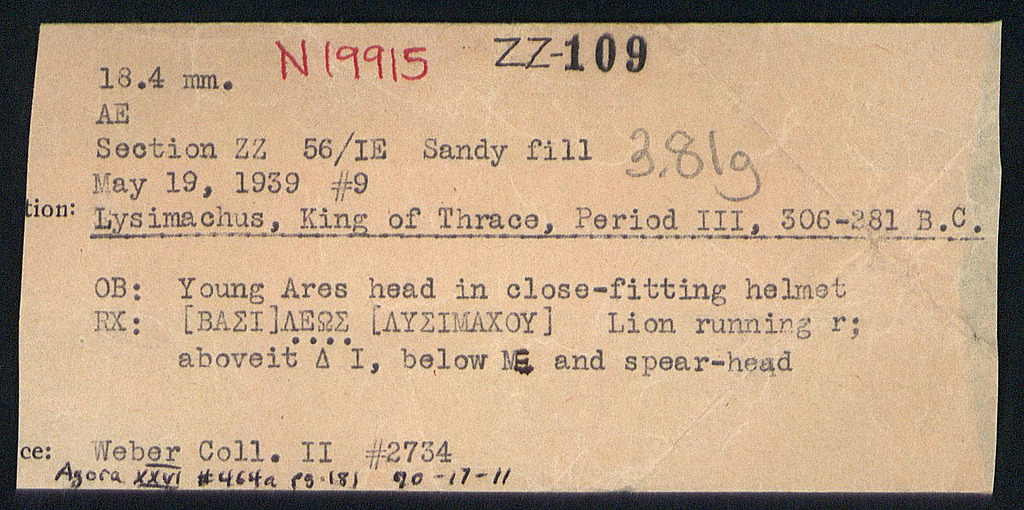 N19915 ZZ-109
18.4 mm.
AE
Section ZZ 56/IE Sandy fill 3.81g
May 19, 1939 #9
tion: Lysimachus, King of Thrace, Period III, 306-281 B.C.
OB: Young Ares head in close-fitting helmet
RX: [ΒΑΣΙ]ΛΕΩΣ [ΛΥΣΙΜΑΧΟΥ] Lion running r;
aboveit Δ I, below and spear-head
ce: Weber Coll. II #2734
Agora XXVI #464a pg.181 90-17-11